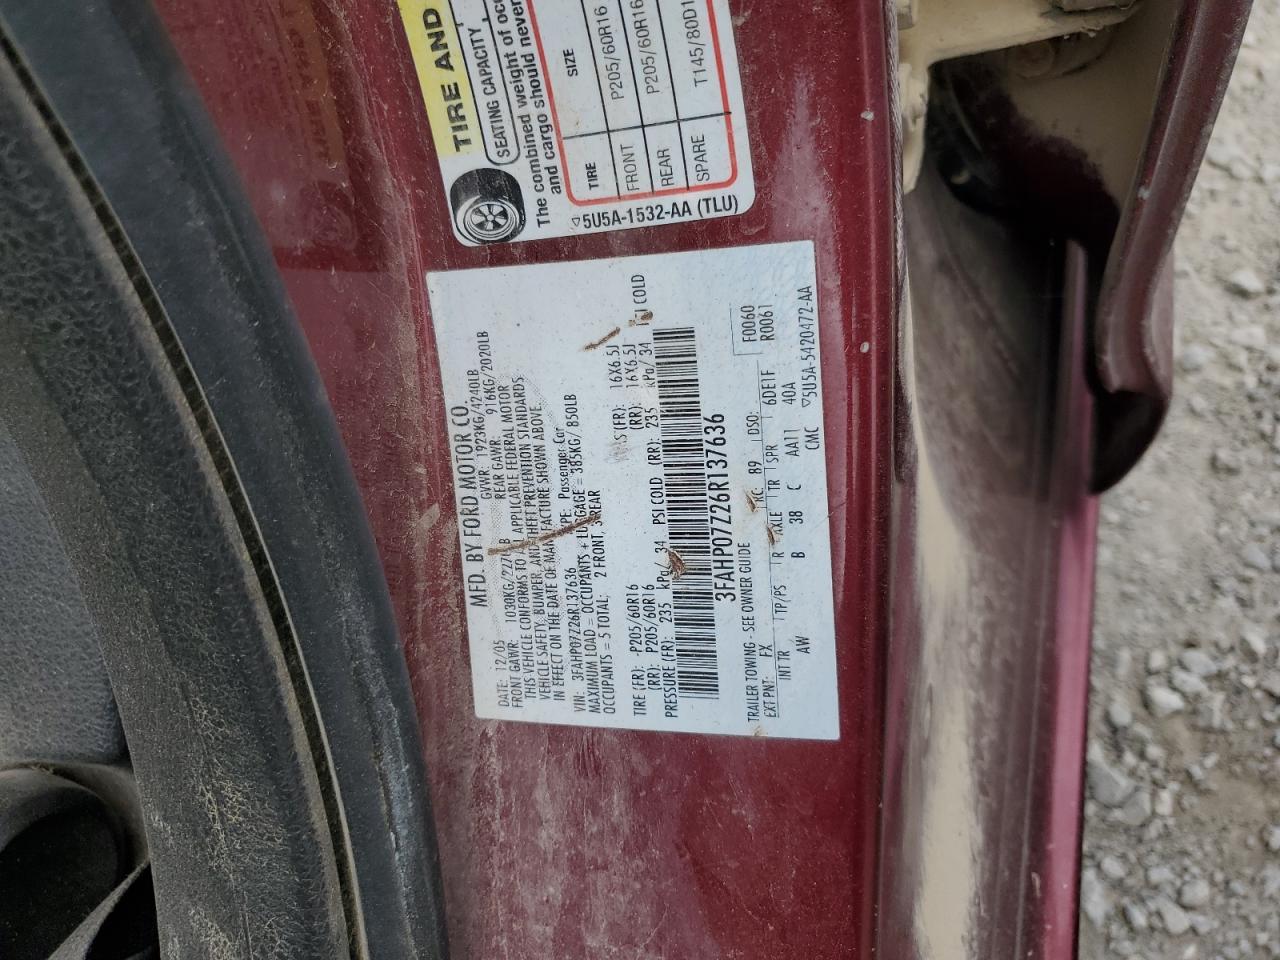 TIRE AND
SEATING CAPACITY
The combined weight of occ
and cargo should never
TIRE SIZE
FRONT P205/60R16
REAR P205/60R16
SPARE T145/80D1
5U5A-1532-AA (TLU)
MFD. BY FORD MOTOR CO.
DATE: 12/05 GVWR: 1923KG/4240LB
FRONT GAWR: 1030KG/2270LB REAR GAWR: 916KG/2020LB
THIS VEHICLE CONFORMS TO ALL APPLICABLE FEDERAL MOTOR
VEHICLE SAFETY, BUMPER, AND THEFT PREVENTION STANDARDS
IN EFFECT ON THE DATE OF MANUFACTURE SHOWN ABOVE.
VIN: 3FAHP07Z26R137636 TYPE: Passenger Car
MAXIMUM LOAD = OCCUPANTS + LUGGAGE = 385KG/ 850LB
OCCUPANTS = 5 TOTAL: 2 FRONT, 3 REAR
TIRE (FR): P205/60R16 (FR): 16X6.5J
(RR): P205/60R16 (RR): 16X6.5J
PRESSURE (FR): 235 kPa/ 34 PSI COLD (RR): 235 kPa/ 34 COLD
3FAHP07Z26R137636
F0060
R0061
TRAILER TOWING - SEE OWNER GUIDE RC: 89 DSO:
EXT PNT: FX
INT TR TP/PS R AXLE TR SPR 6DE1F
AW B 38 C AA11 40A
CMC 5U5A-5420472-AA